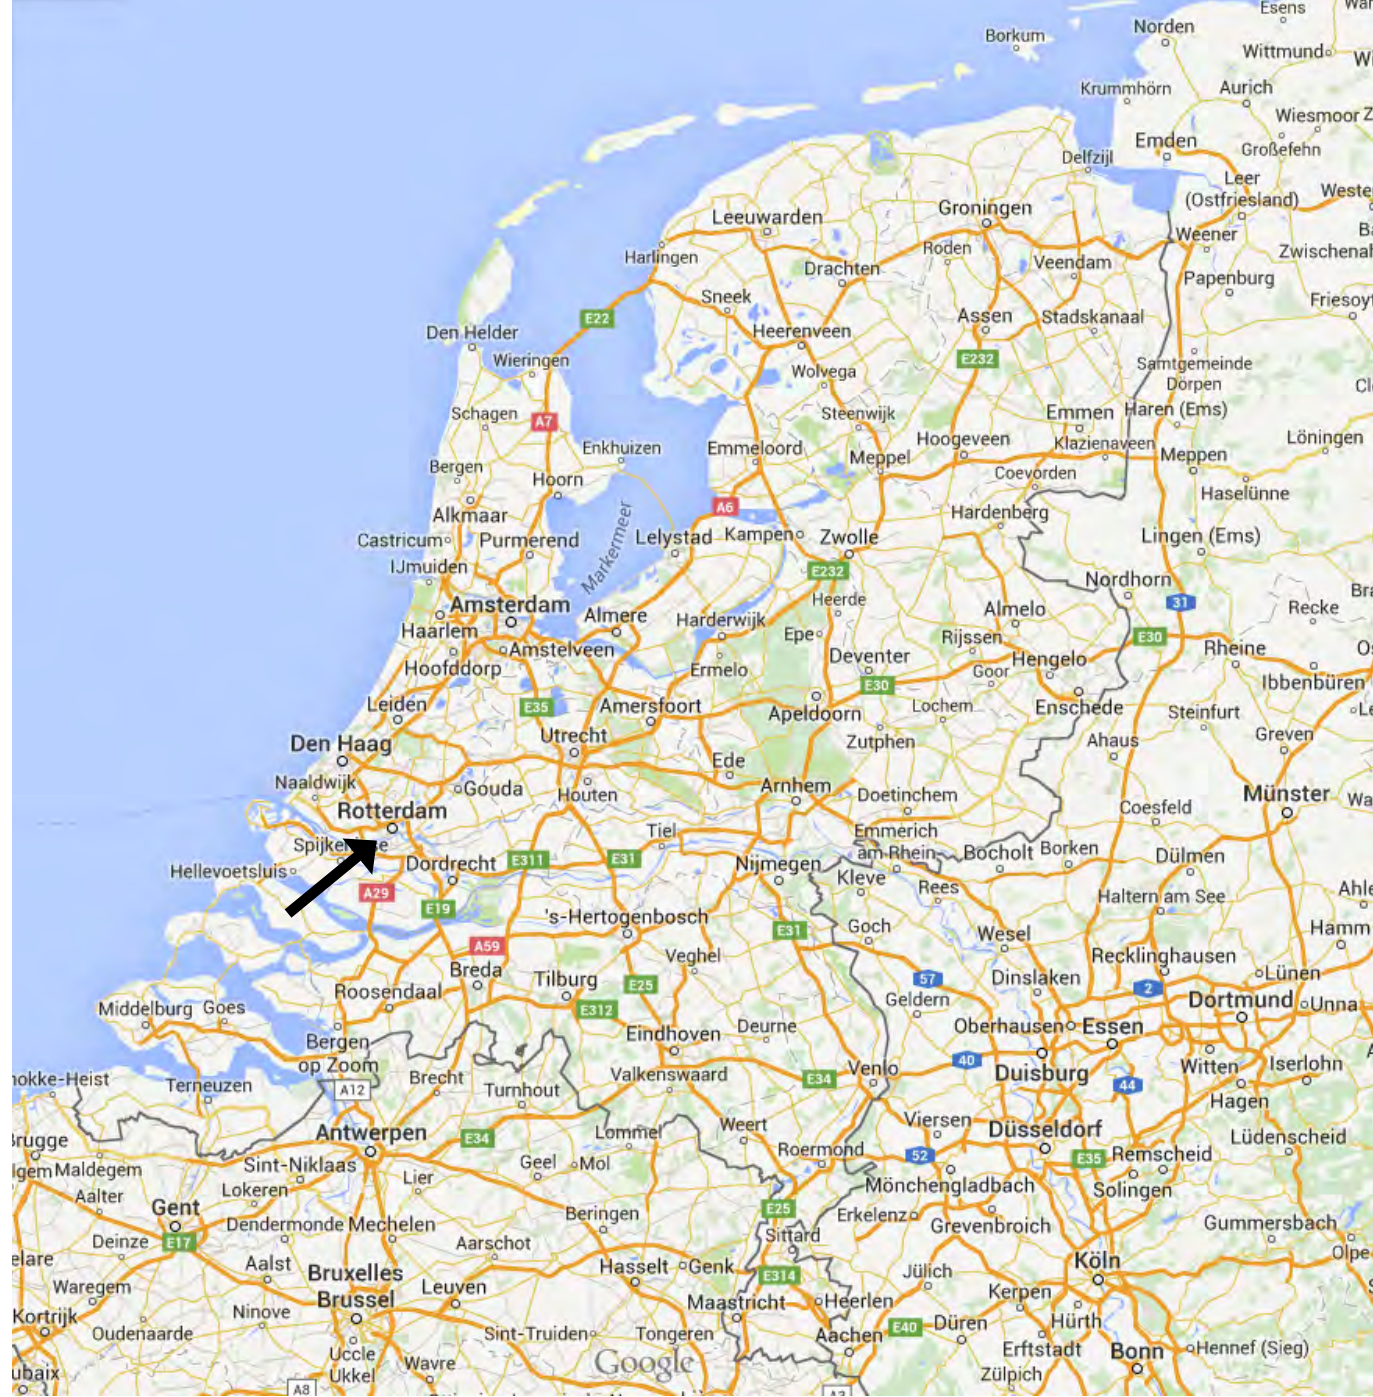 Esens
Borkum
Norden
Wittmund
Krummhörn
Aurich
Wiesmoor
Emden
Großefehn
Delfzijl
Leer
(Ostfriesland)
Leeuwarden
Groningen
Weener
Harlingen
Drachten
Roden
Veendam
Papenburg
Sneek
E22
Den Helder
Heerenveen
Assen
Stadskanaal
Wieringen
E232
Wolvega
Samtgemeinde
Dörpen
Schagen
A7
Steenwijk
Emmen
Haren (Ems)
Enkhuizen
Emmeloord
Meppel
Hoogeveen
Klazienaveen
Meppen
Löningen
Bergen
Hoorn
Coevorden
Haselünne
Alkmaar
A6
Hardenberg
Castricum
Purmerend
Markermeer
Lelystad
Kampen
Zwolle
Lingen (Ems)
IJmuiden
E232
Nordhorn
Amsterdam
Almere
Harderwijk
Heerde
Almelo
31
Recke
Haarlem
Amstelveen
Epe
Rijssen
E30
Rheine
Hoofddorp
Ermelo
Deventer
Goor
Hengelo
Ibbenbüren
Leiden
E35
Amersfoort
Apeldoorn
E30
Lochem
Enschede
Steinfurt
Den Haag
Utrecht
Zutphen
Ahaus
Greven
Naaldwijk
Gouda
Houten
Ede
Arnhem
Doetinchem
Coesfeld
Münster
Rotterdam
Tiel
Emmerich
am Rhein
Bocholt
Borken
Dülmen
Hellevoetsluis
Dordrecht
E311
E31
Nijmegen
Kleve
Rees
Haltern am See
A29
E19
's-Hertogenbosch
E31
Goch
Wesel
Hamm
A59
Veghel
Recklinghausen
Breda
Tilburg
E25
57
Dinslaken
2
Lünen
Roosendaal
E312
Geldern
Dortmund
Unna
Middelburg
Goes
Eindhoven
Deurne
Oberhausen
Essen
Bergen
op Zoom
Valkenswaard
E34
Venlo
40
Duisburg
44
Witten
Iserlohn
Terneuzen
A12
Brecht
Turnhout
Hagen
Antwerpen
E34
Lommel
Weert
Viersen
Düsseldorf
Lüdenscheid
Maldegem
Sint-Niklaas
Lier
Geel
Mol
Roermond
52
E35
Remscheid
Aalter
Lokeren
Mönchengladbach
Solingen
Gent
Dendermonde
Mechelen
Beringen
E25
Erkelenz
Grevenbroich
Gummersbach
Deinze
E17
Aalst
Aarschot
Sittard
Olpe
Waregem
Bruxelles
Brussel
Leuven
Hasselt
Genk
E314
Jülich
Köln
Kortrijk
Ninove
Maastricht
Heerlen
Kerpen
Hürth
Oudenaarde
Sint-Truiden
Tongeren
Aachen
E40
Düren
Erftstadt
Bonn
Hennef (Sieg)
Uccle
Ukkel
Wavre
Google
Zülpich
A8